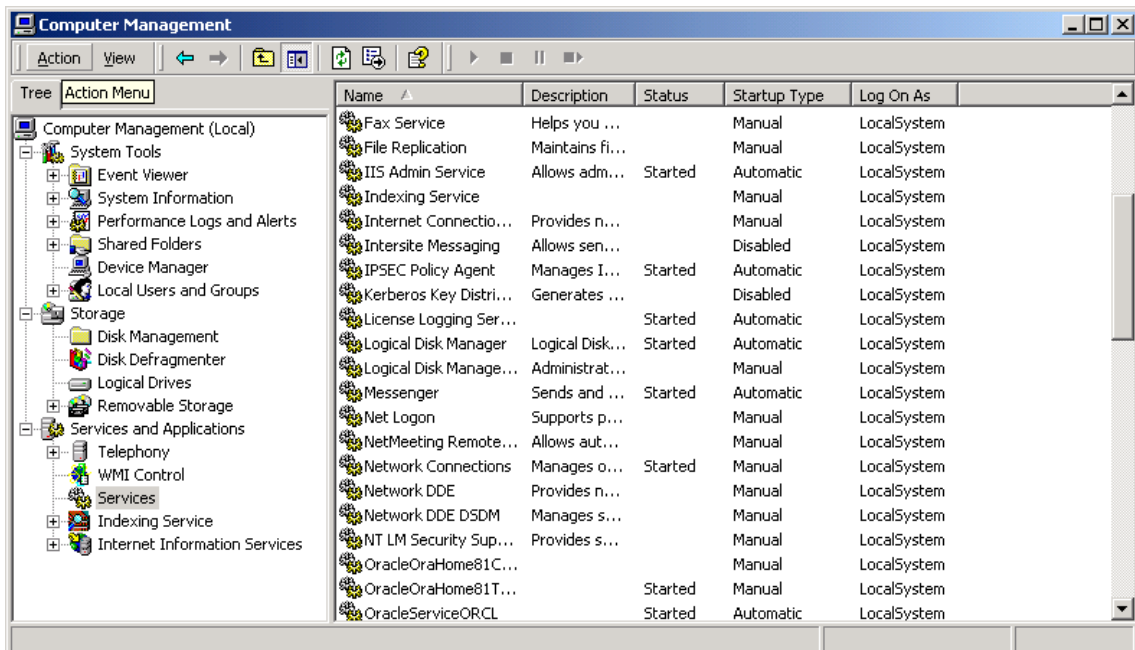 Computer Management
Action View
Tree Action Menu
Computer Management (Local)
System Tools
Event Viewer
System Information
Performance Logs and Alerts
Shared Folders
Device Manager
Local Users and Groups
Storage
Disk Management
Disk Defragmenter
Logical Drives
Removable Storage
Services and Applications
Telephony
WMI Control
Services
Indexing Service
Internet Information Services
Name Description Status Startup Type Log On As
Fax Service Helps you ... Manual LocalSystem
File Replication Maintains fi... Manual LocalSystem
IIS Admin Service Allows adm... Started Automatic LocalSystem
Indexing Service Manual LocalSystem
Internet Connectio... Provides n... Manual LocalSystem
Intersite Messaging Allows sen... Disabled LocalSystem
IPSEC Policy Agent Manages I... Started Automatic LocalSystem
Kerberos Key Distri... Generates ... Disabled LocalSystem
License Logging Ser... Started Automatic LocalSystem
Logical Disk Manager Logical Disk... Started Automatic LocalSystem
Logical Disk Manage... Administrat... Manual LocalSystem
Messenger Sends and ... Started Automatic LocalSystem
Net Logon Supports p... Manual LocalSystem
NetMeeting Remote... Allows aut... Manual LocalSystem
Network Connections Manages o... Started Manual LocalSystem
Network DDE Provides n... Manual LocalSystem
Network DDE DSDM Manages s... Manual LocalSystem
NT LM Security Sup... Provides s... Manual LocalSystem
OracleOraHome81C... Manual LocalSystem
OracleOraHome81T... Started Manual LocalSystem
OracleServiceORCL Started Automatic LocalSystem